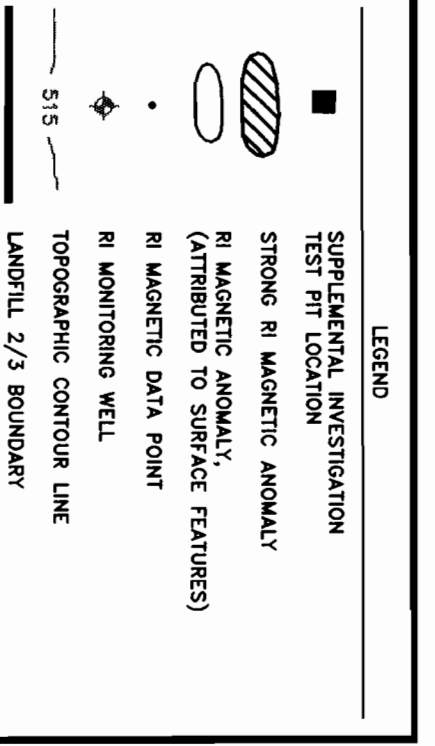 LEGEND
SUPPLEMENTAL INVESTIGATION
TEST PIT LOCATION
STRONG RI MAGNETIC ANOMALY
RI MAGNETIC ANOMALY,
(ATTRIBUTED TO SURFACE FEATURES)
RI MAGNETIC DATA POINT
RI MONITORING WELL
515
TOPOGRAPHIC CONTOUR LINE
LANDFILL 2/3 BOUNDARY